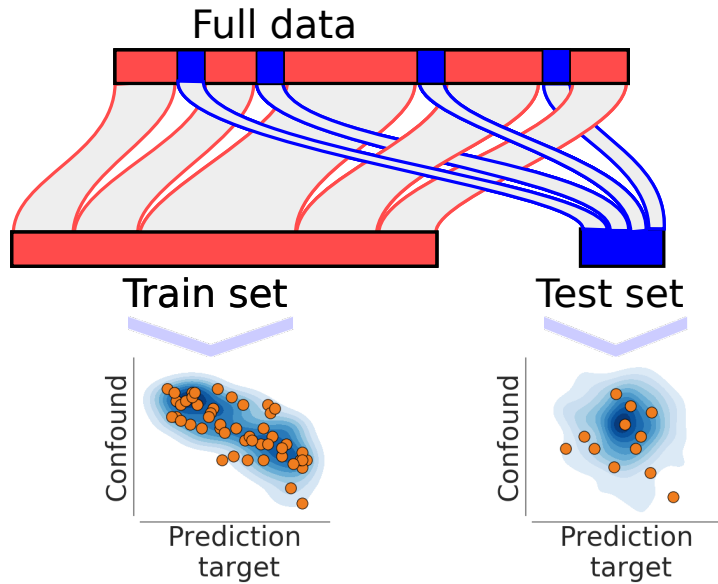 Full data
Train set
Test set
Confound
Prediction
target
Confound
Prediction
target